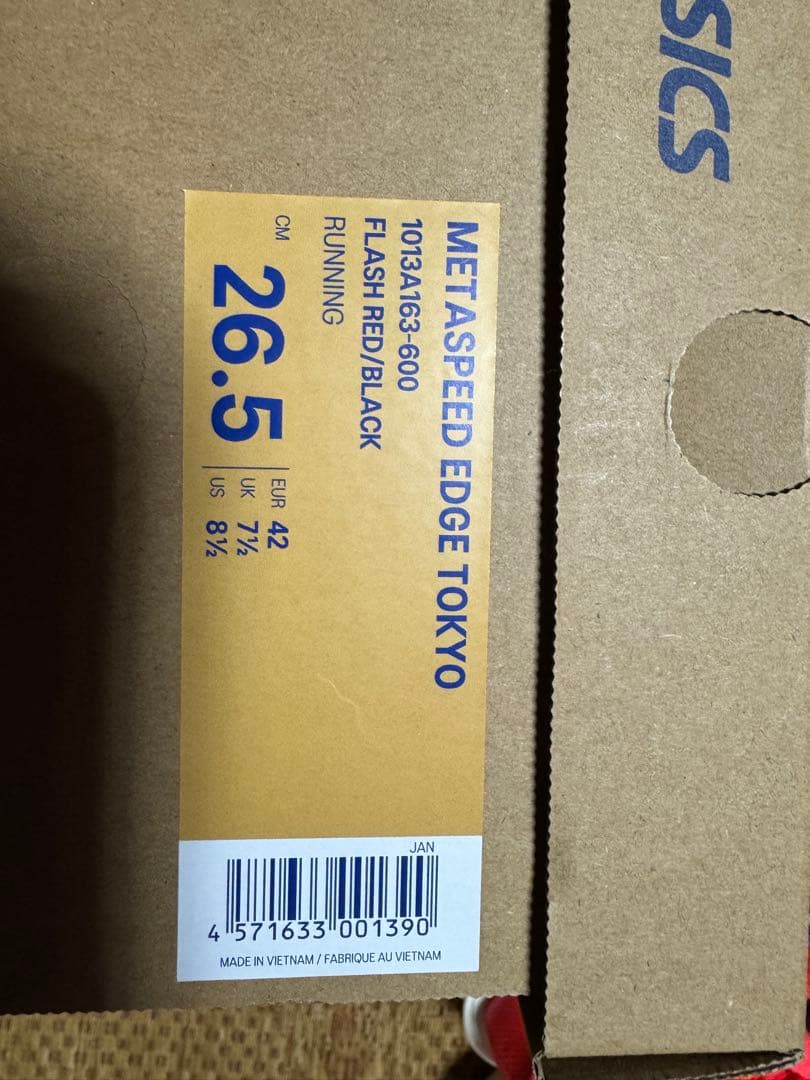 SICS
METASPEED EDGE TOKYO
1013A163-600
FLASH RED/BLACK
RUNNING
CM 26.5
EUR 42
UK 7½
US 8½
JAN
4 571633 001390
MADE IN VIETNAM / FABRIQUE AU VIETNAM